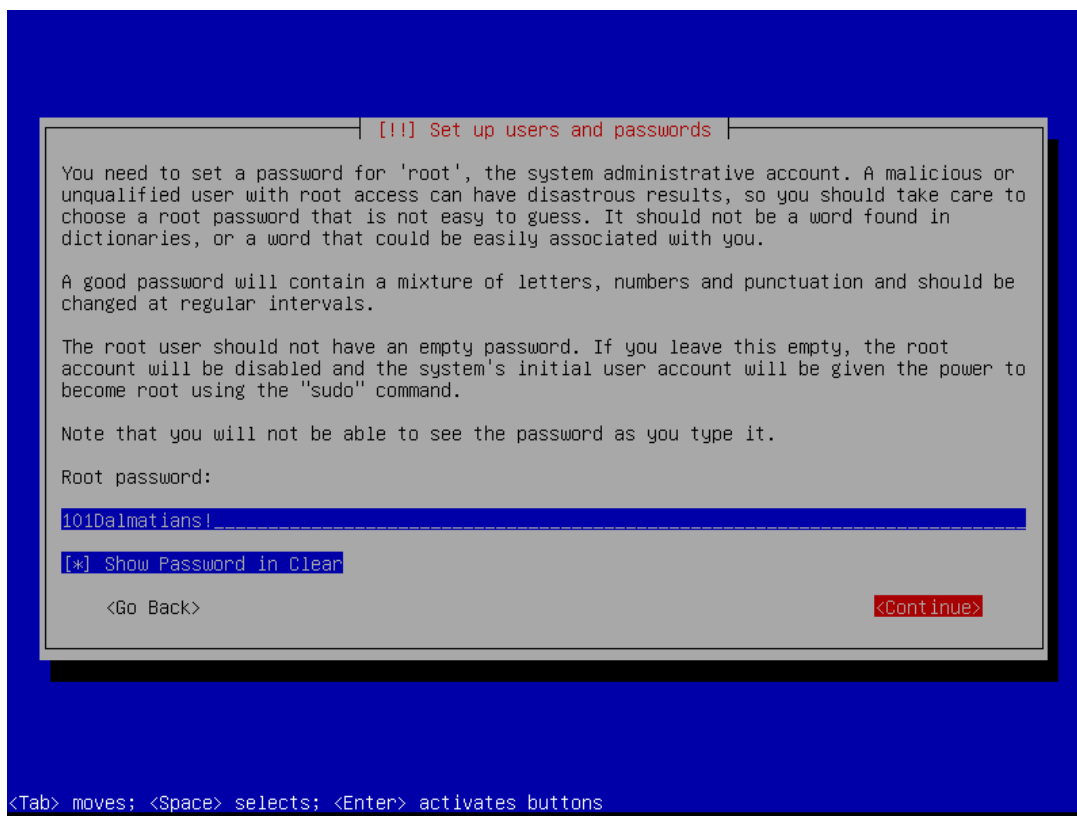 [!!] Set up users and passwords
You need to set a password for 'root', the system administrative account. A malicious or
unqualified user with root access can have disastrous results, so you should take care to
choose a root password that is not easy to guess. It should not be a word found in
dictionaries, or a word that could be easily associated with you.
A good password will contain a mixture of letters, numbers and punctuation and should be
changed at regular intervals.
The root user should not have an empty password. If you leave this empty, the root
account will be disabled and the system's initial user account will be given the power to
become root using the "sudo" command.
Note that you will not be able to see the password as you type it.
Root password:
101Dalmatians!
[*] Show Password in Clear
<Go Back> <Continue>
<Tab> moves; <Space> selects; <Enter> activates buttons